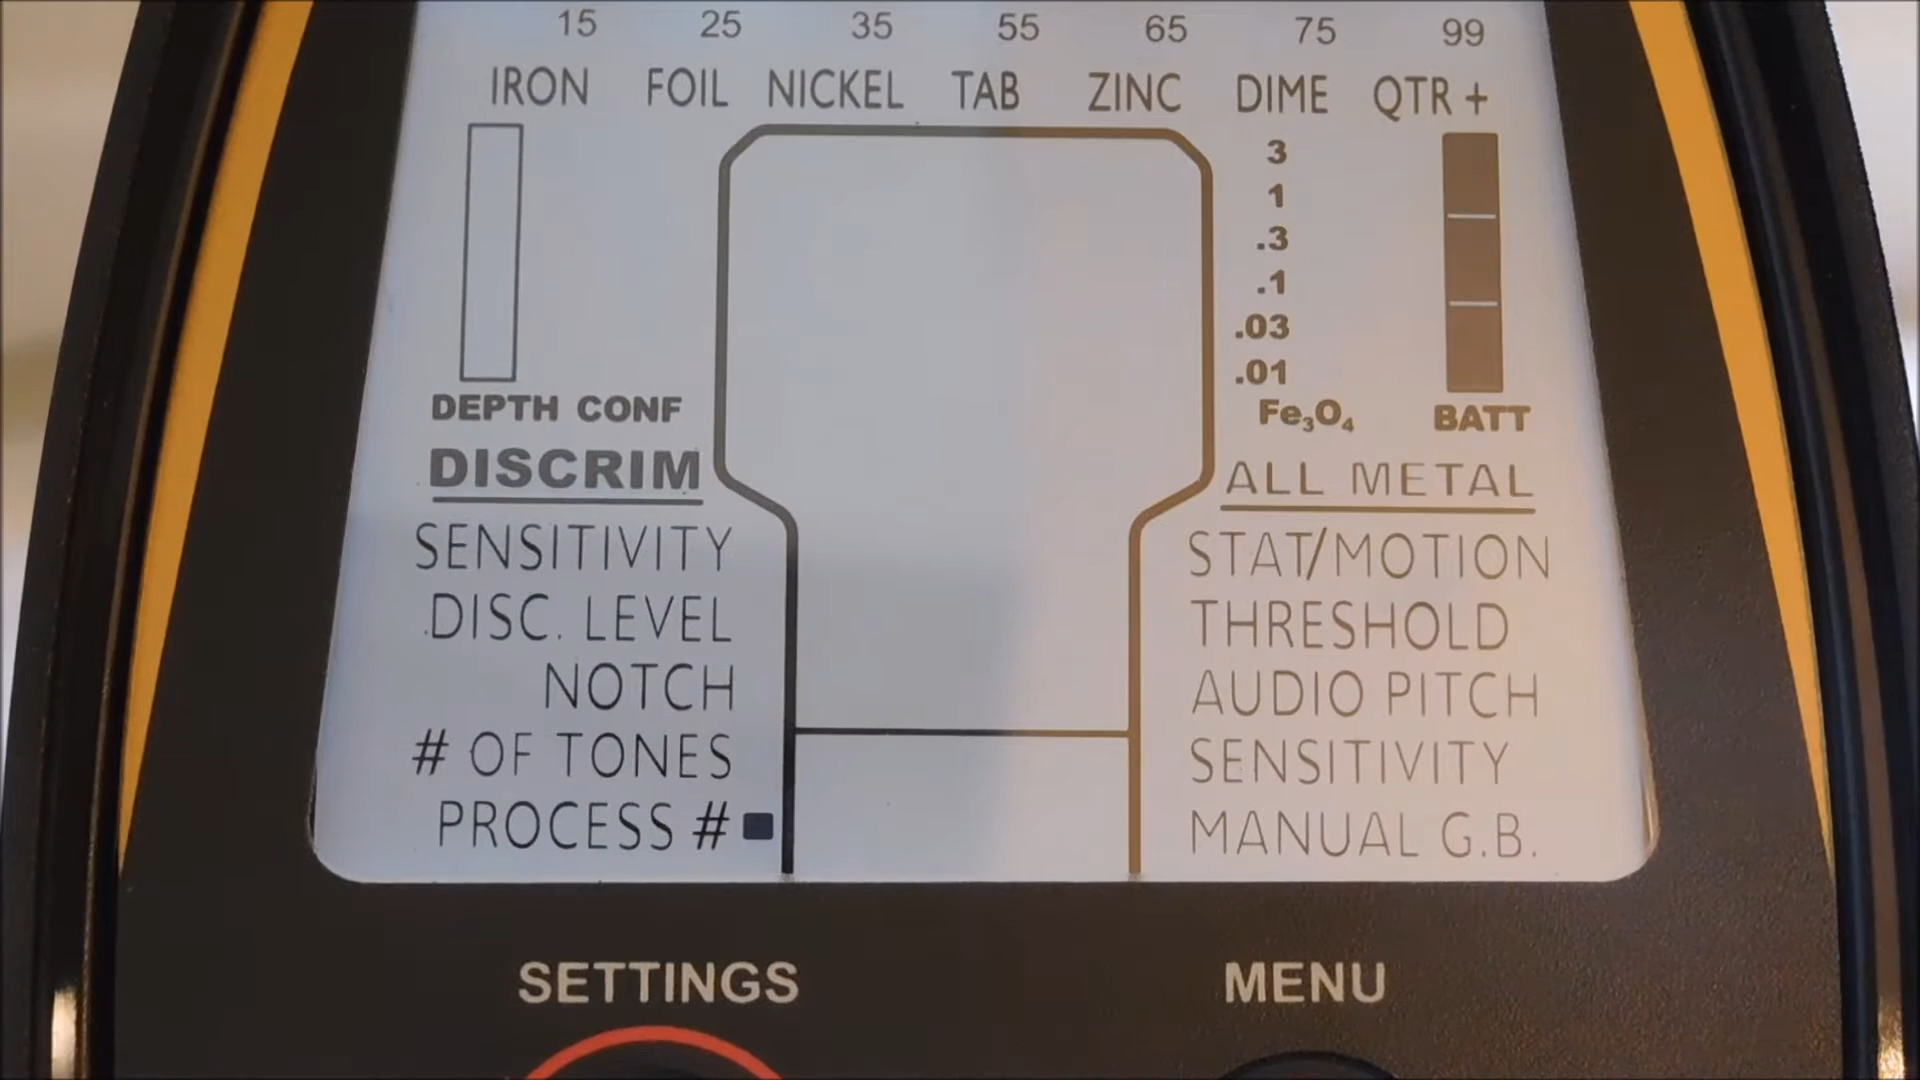 15 25 35 55 65 75 99
IRON FOIL NICKEL TAB ZINC DIME QTR +
3
1
.3
.1
.03
.01
DEPTH CONF
Fe₃O₄ BATT
DISCRIM
SENSITIVITY
DISC. LEVEL
NOTCH
# OF TONES
PROCESS #
ALL METAL
STAT/MOTION
THRESHOLD
AUDIO PITCH
SENSITIVITY
MANUAL G.B.
SETTINGS MENU